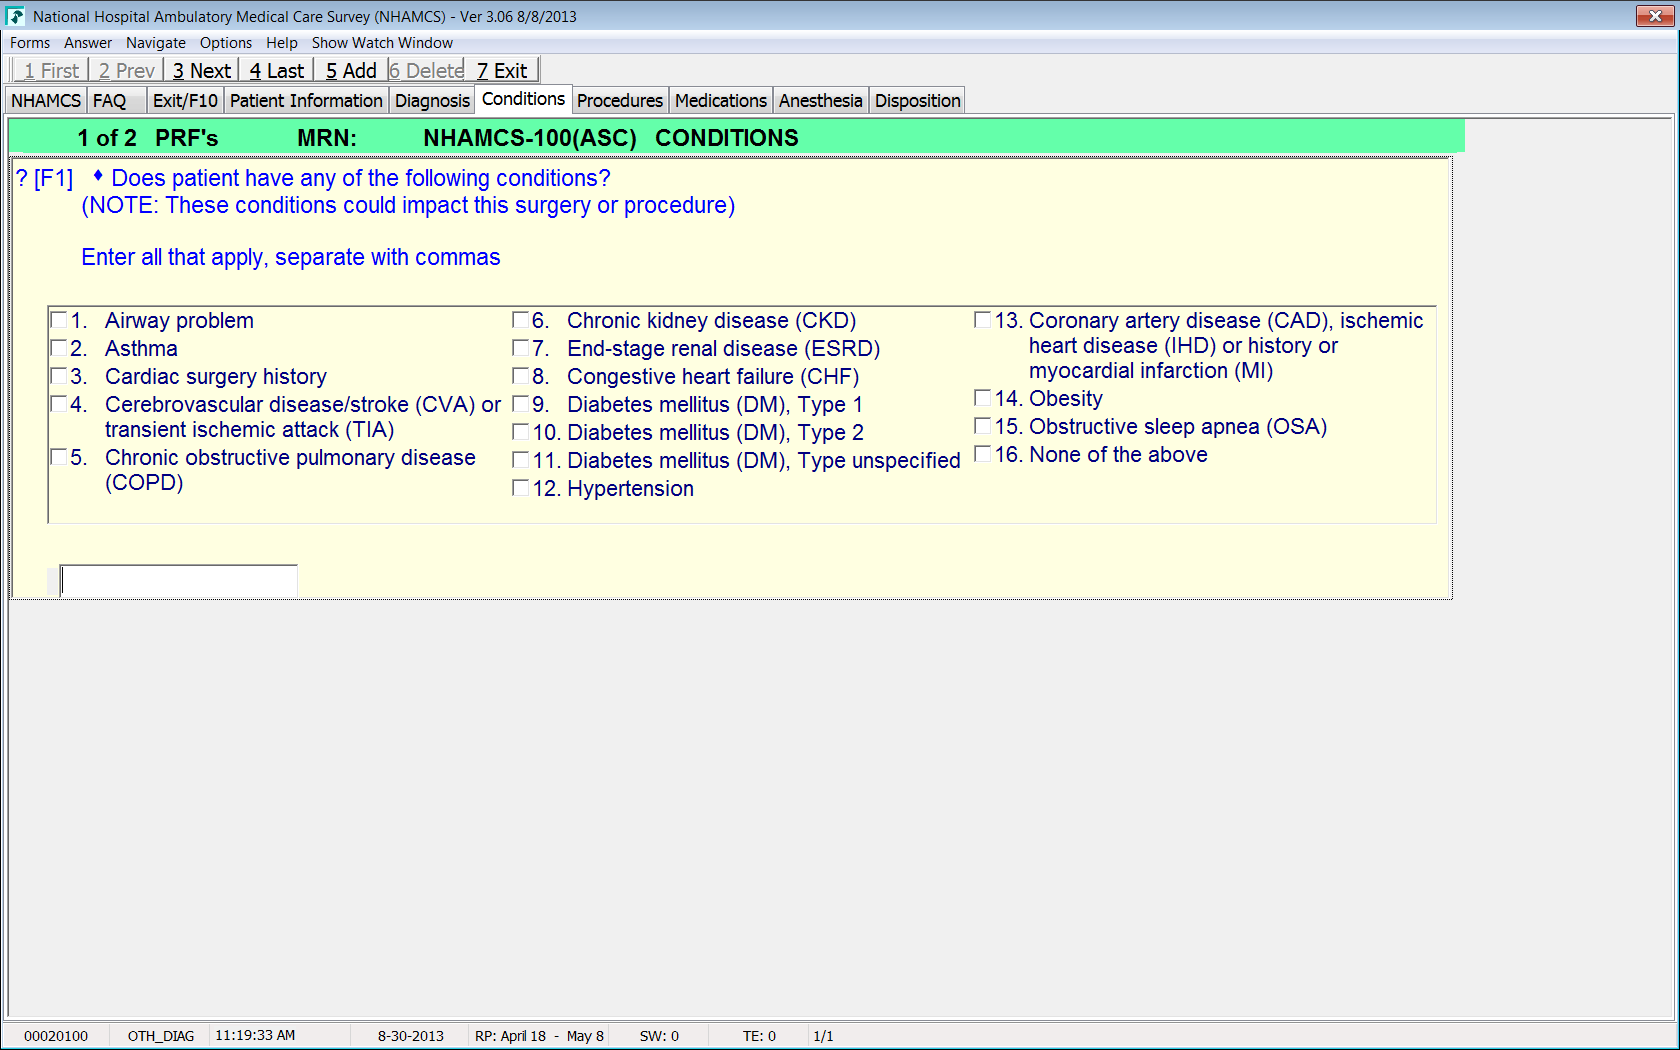 National Hospital Ambulatory Medical Care Survey (NHAMCS) - Ver 3.06 8/8/2013
Forms Answer Navigate Options Help Show Watch Window
1 First 2 Prev 3 Next 4 Last 5 Add 6 Delete 7 Exit
NHAMCS FAQ Exit/F10 Patient Information Diagnosis Conditions Procedures Medications Anesthesia Disposition
1 of 2 PRF's MRN: NHAMCS-100(ASC) CONDITIONS
? [F1] ♦ Does patient have any of the following conditions?
(NOTE: These conditions could impact this surgery or procedure)
Enter all that apply, separate with commas
1. Airway problem
2. Asthma
3. Cardiac surgery history
4. Cerebrovascular disease/stroke (CVA) or
transient ischemic attack (TIA)
5. Chronic obstructive pulmonary disease
(COPD)
6. Chronic kidney disease (CKD)
7. End-stage renal disease (ESRD)
8. Congestive heart failure (CHF)
9. Diabetes mellitus (DM), Type 1
10. Diabetes mellitus (DM), Type 2
11. Diabetes mellitus (DM), Type unspecified
12. Hypertension
13. Coronary artery disease (CAD), ischemic
heart disease (IHD) or history or
myocardial infarction (MI)
14. Obesity
15. Obstructive sleep apnea (OSA)
16. None of the above
00020100 OTH_DIAG 11:19:33 AM 8-30-2013 RP: April 18 - May 8 SW: 0 TE: 0 1/1